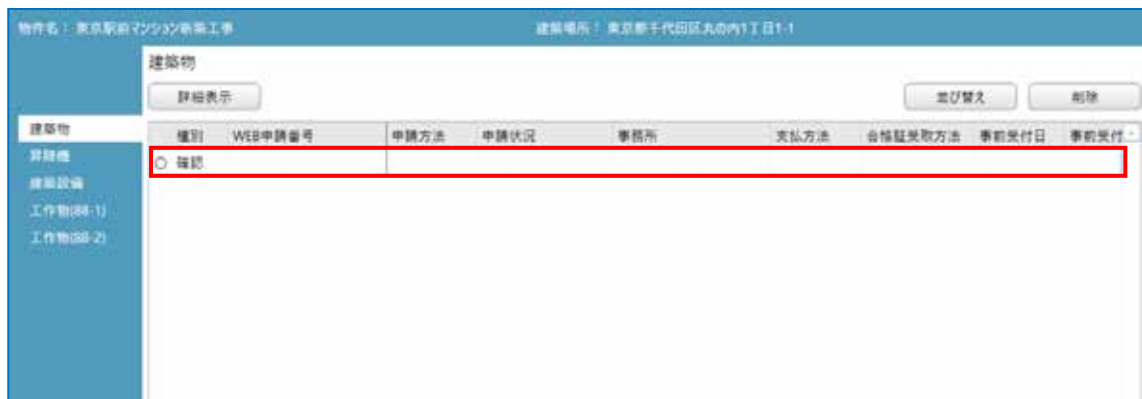 物件名： 東京駅前マンション新築工事 建築場所： 東京都千代田区丸の内1丁目1-1
建築物
詳細表示 並び替え 削除
建築物
昇降機
建築設備
工作物(88-1)
工作物(88-2)
種別 WEB申請番号 申請方法 申請状況 事務所 支払方法 合格証受取方法 事前受付日 事前受付
確認